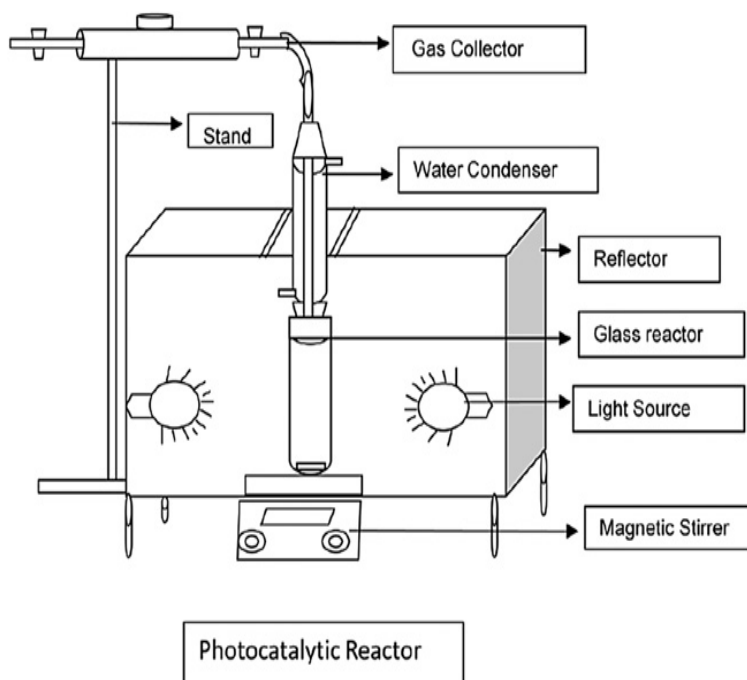 Gas Collector
Stand
Water Condenser
Reflector
Glass reactor
Light Source
Magnetic Stirrer
Photocatalytic Reactor